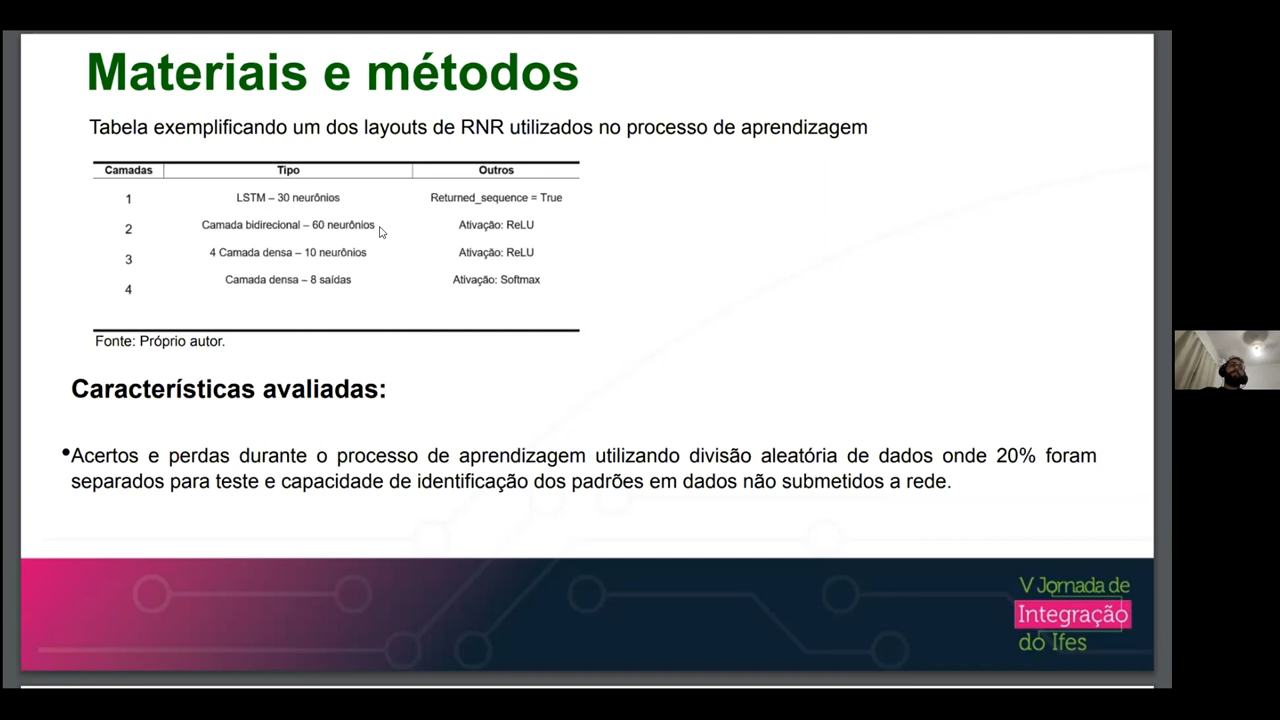 Materiais e métodos
Tabela exemplificando um dos layouts de RNR utilizados no processo de aprendizagem
Camadas Tipo Outros
1 LSTM – 30 neurônios Returned_sequence = True
2 Camada bidirecional – 60 neurônios Ativação: ReLU
3 4 Camada densa – 10 neurônios Ativação: ReLU
4 Camada densa – 8 saídas Ativação: Softmax
Fonte: Próprio autor.
Características avaliadas:
•Acertos e perdas durante o processo de aprendizagem utilizando divisão aleatória de dados onde 20% foram
separados para teste e capacidade de identificação dos padrões em dados não submetidos a rede.
V Jornada de
Integração
do Ifes